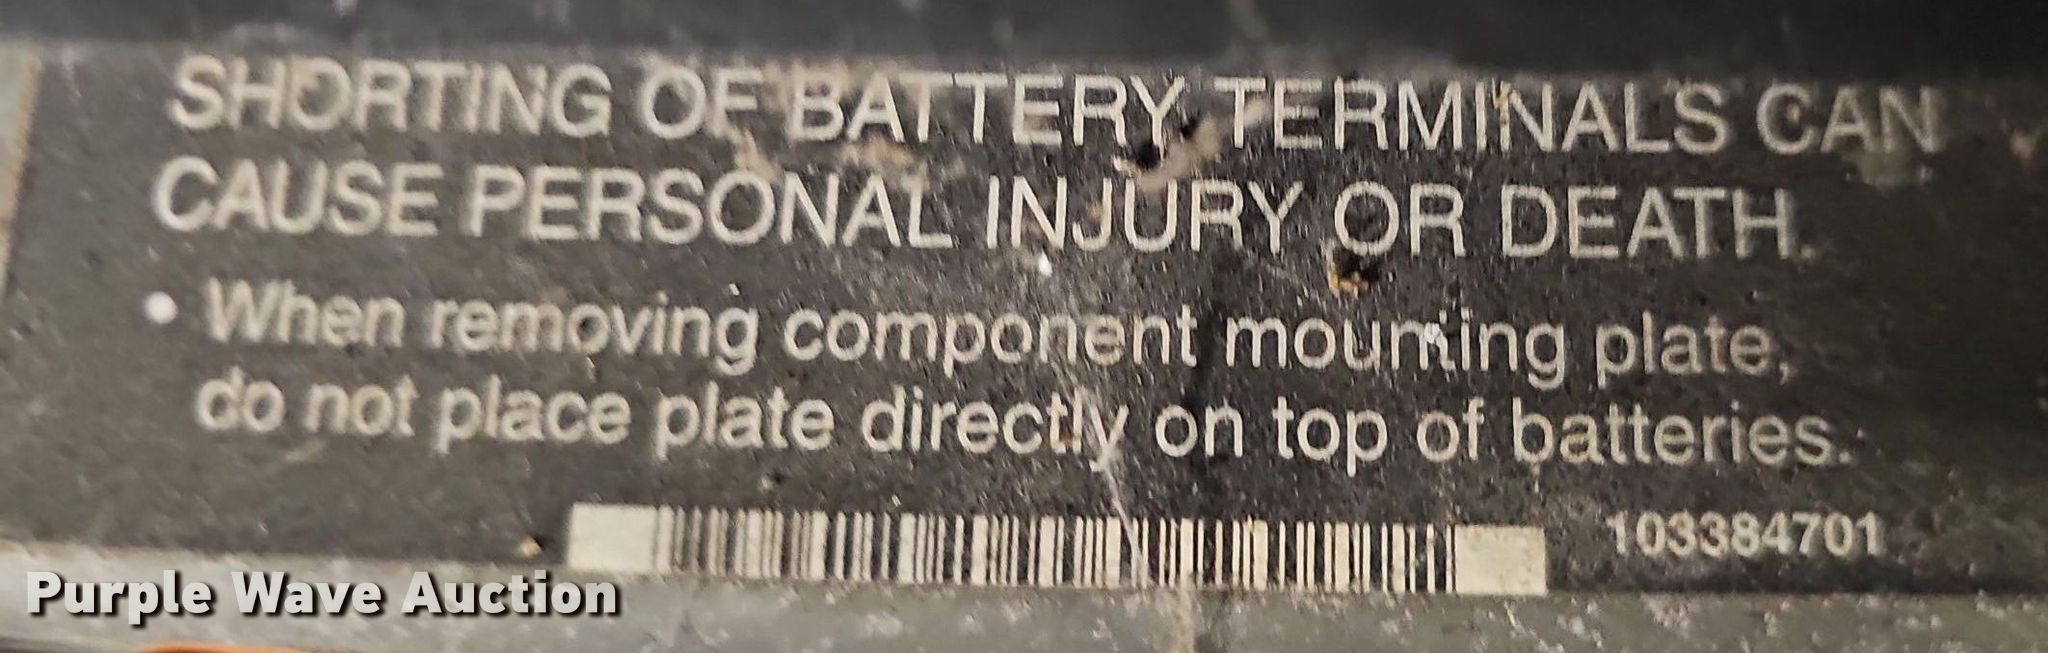 SHORTING OF BATTERY TERMINALS CAN
CAUSE PERSONAL INJURY OR DEATH.
• When removing component mounting plate,
do not place plate directly on top of batteries.
103384701
Purple Wave Auction